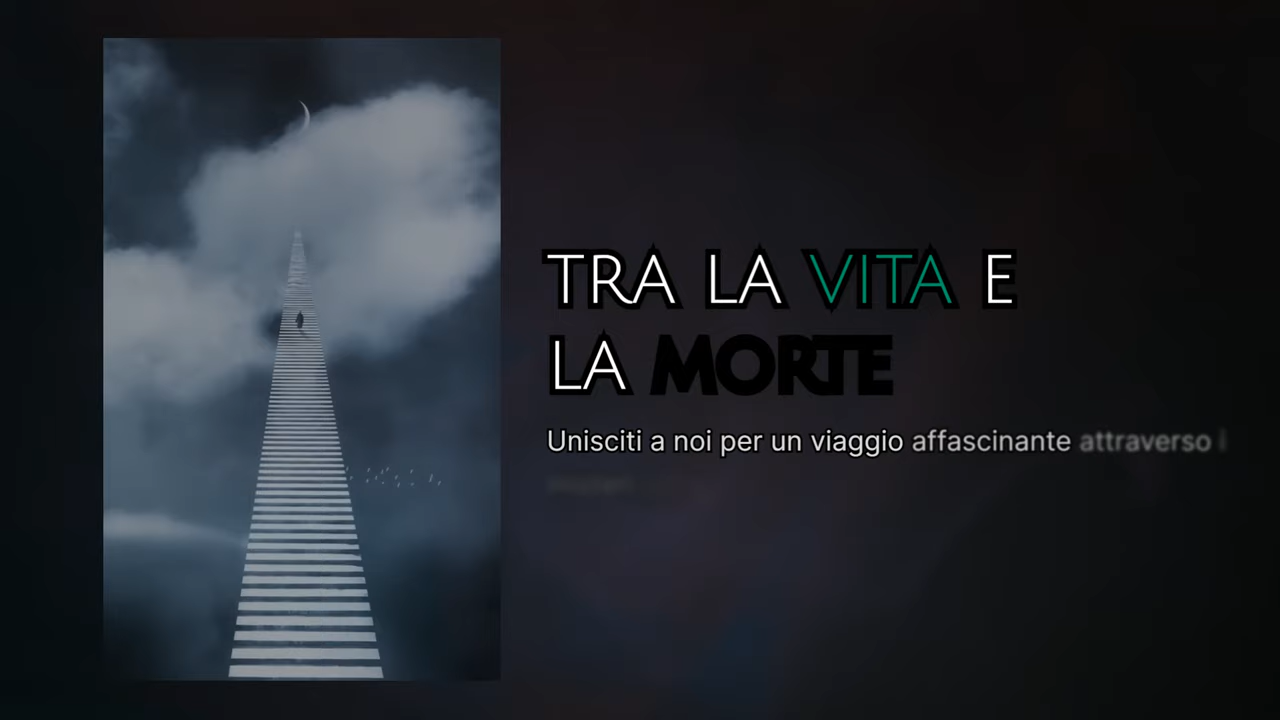 TRA LA VITA E
LA MORTE
Unisciti a noi per un viaggio affascinante attraverso i